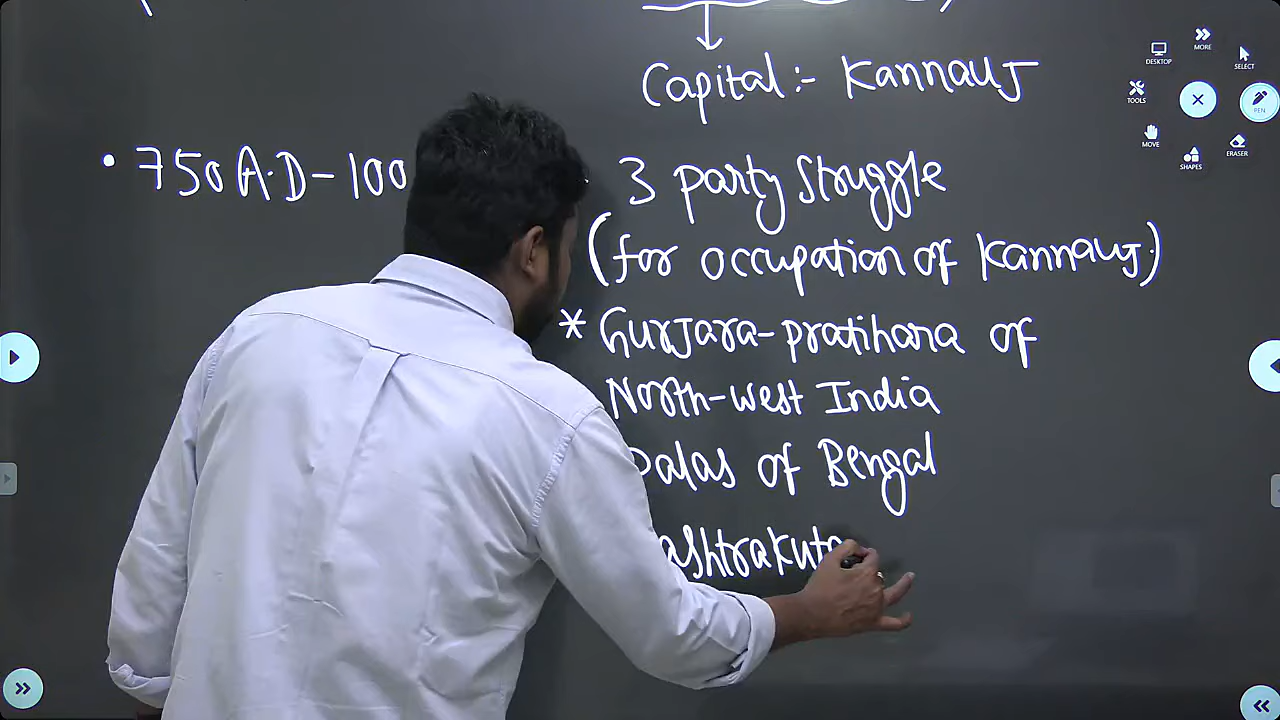 Capital:- Kannauj
DESKTOP
MORE
SELECT
TOOLS
PEN
MOVE
SHAPES
ERASER
• 750 A.D - 100
3 party Struggle
(for occupation of Kannauj.)
* Gurjara-pratihara of
North-west India
Palas of Bengal